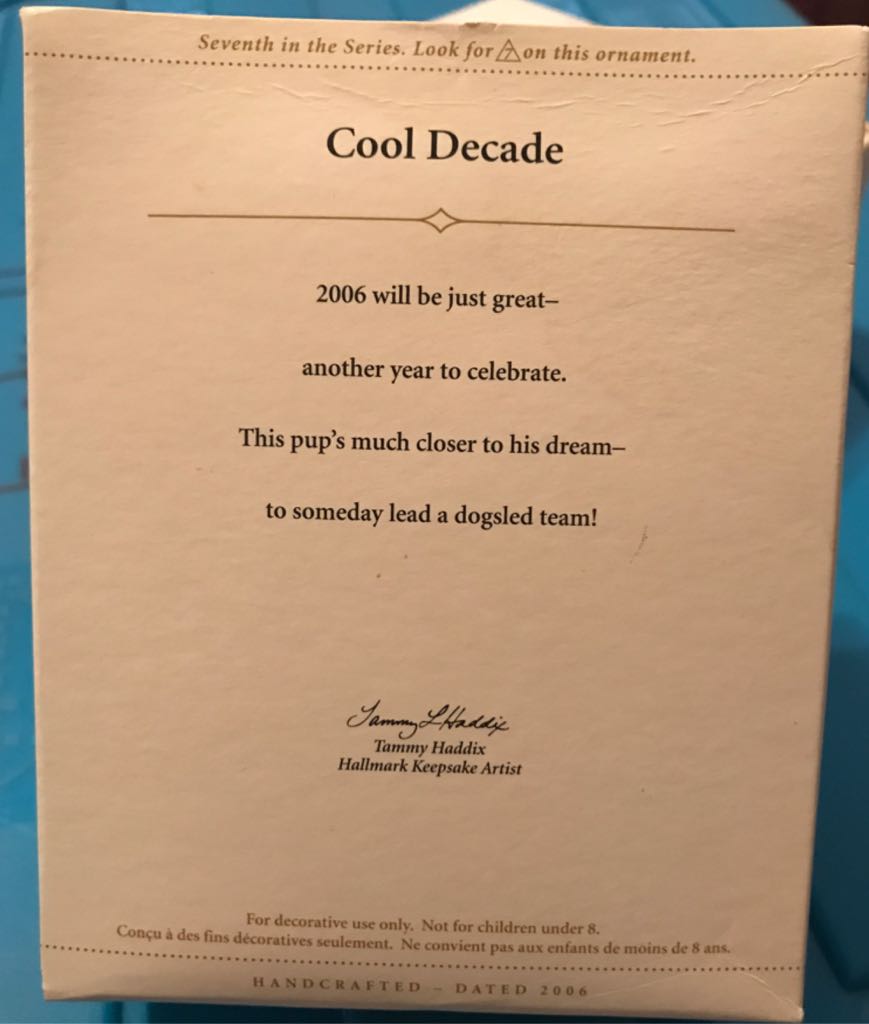 Seventh in the Series. Look for 7 on this ornament.
Cool Decade
2006 will be just great–
another year to celebrate.
This pup's much closer to his dream–
to someday lead a dogsled team!
Tammy L Haddix
Tammy Haddix
Hallmark Keepsake Artist
For decorative use only. Not for children under 8.
Conçu à des fins décoratives seulement. Ne convient pas aux enfants de moins de 8 ans.
HANDCRAFTED – DATED 2006